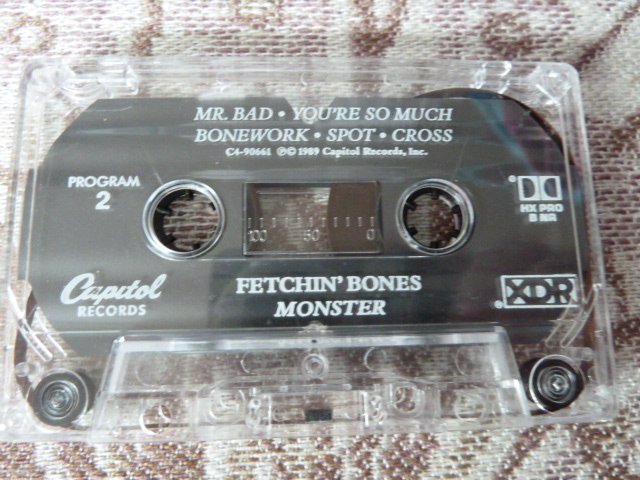 MR. BAD • YOU'RE SO MUCH
BONEWORK • SPOT • CROSS
C4-90661 ℗© 1989 Capitol Records, Inc.
PROGRAM
2
HX PRO
B NR
100 50 0
Capitol
RECORDS
FETCHIN' BONES
MONSTER
XDR